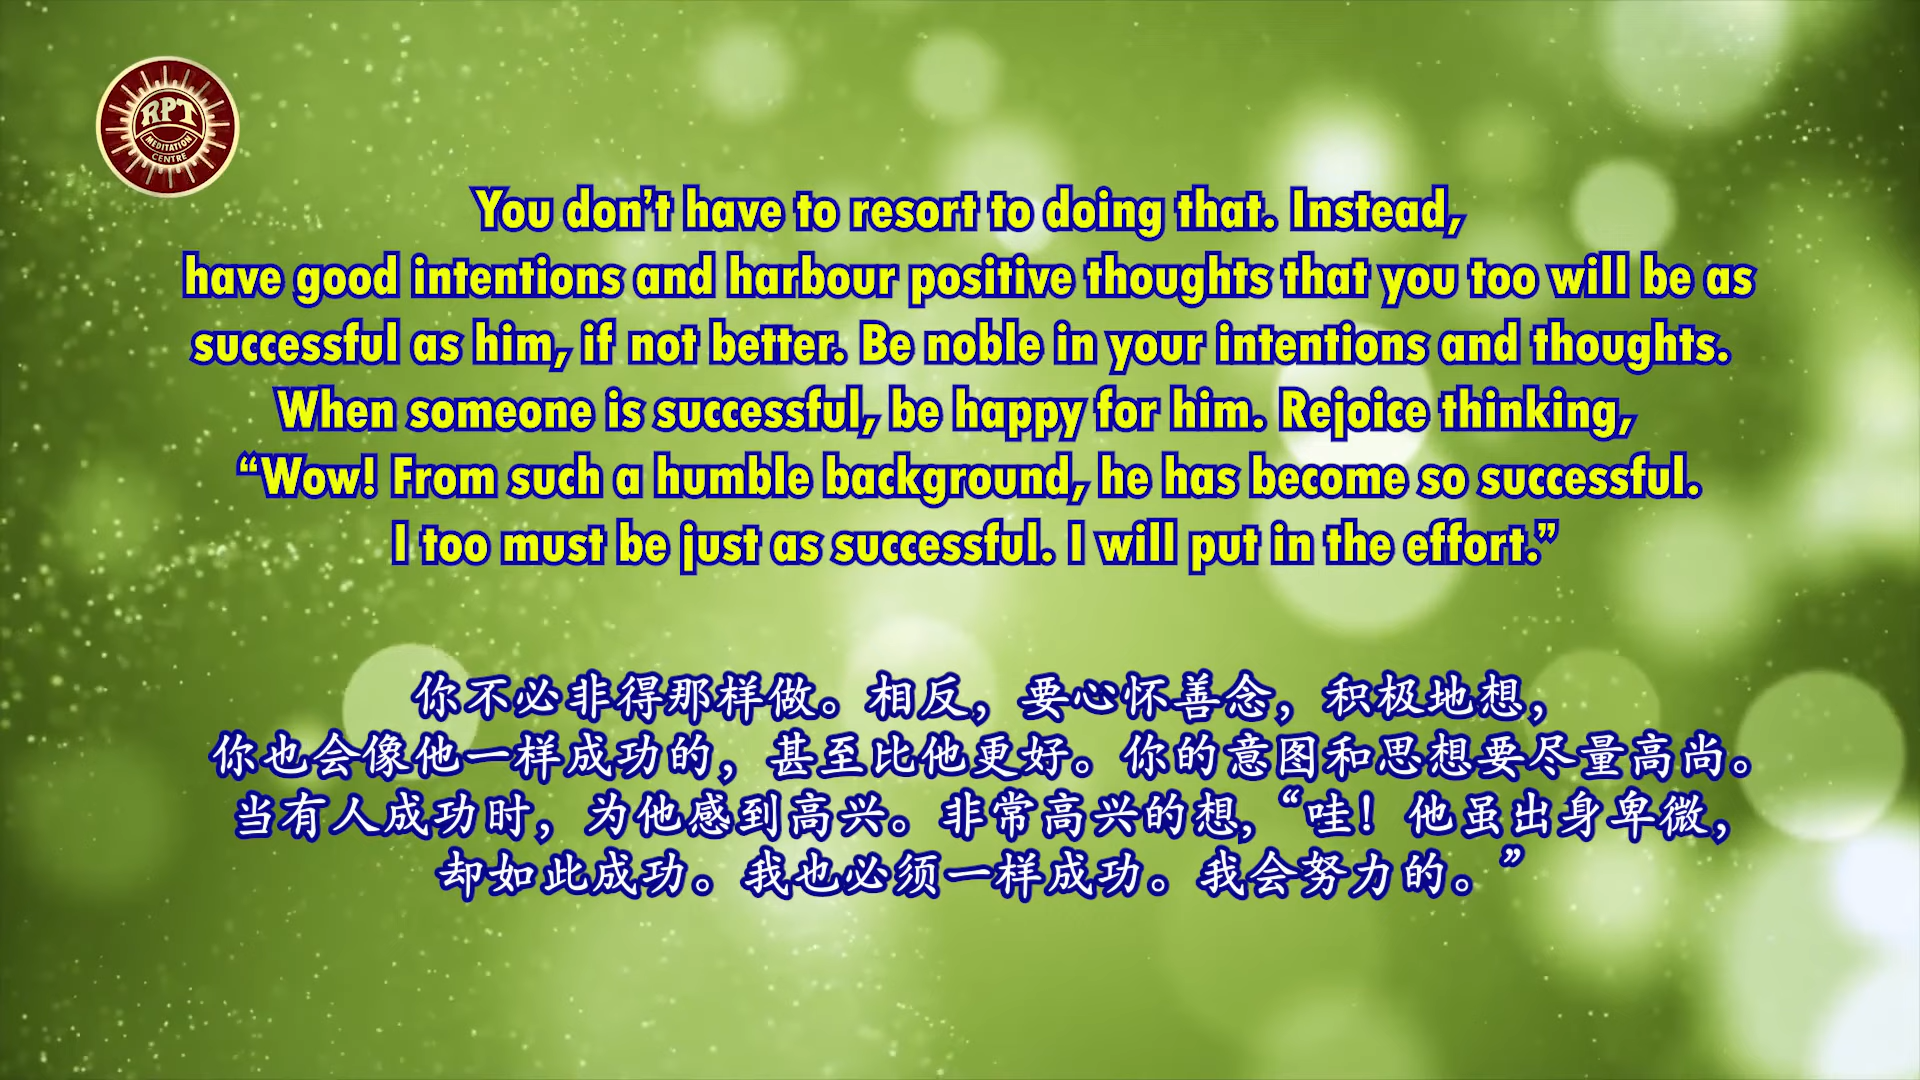 RPT
MEDITATION
CENTRE
You don’t have to resort to doing that. Instead,
have good intentions and harbour positive thoughts that you too will be as
successful as him, if not better. Be noble in your intentions and thoughts.
When someone is successful, be happy for him. Rejoice thinking,
“Wow! From such a humble background, he has become so successful.
I too must be just as successful. I will put in the effort.”
你不必非得那样做。相反，要心怀善念，积极地想，
你也会像他一样成功的，甚至比他更好。你的意图和思想要尽量高尚。
当有人成功时，为他感到高兴。非常高兴的想，“哇！他虽出身卑微，
却如此成功。我也必须一样成功。我会努力的。”